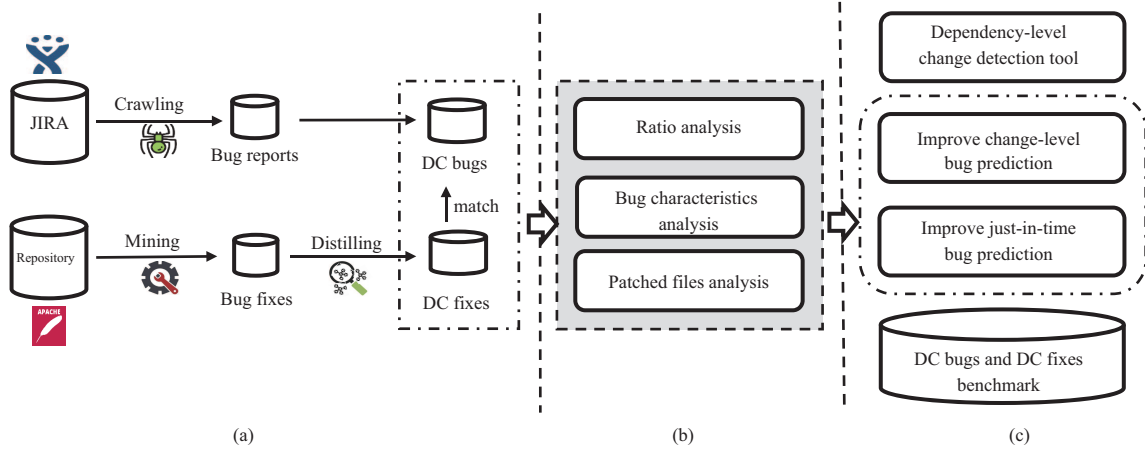 JIRA
Crawling
Bug reports
DC bugs
match
Repository
Mining
Bug fixes
Distilling
DC fixes
APACHE
(a)
Ratio analysis
Bug characteristics
analysis
Patched files analysis
(b)
Dependency-level
change detection tool
Improve change-level
bug prediction
Improve just-in-time
bug prediction
DC bugs and DC fixes
benchmark
(c)